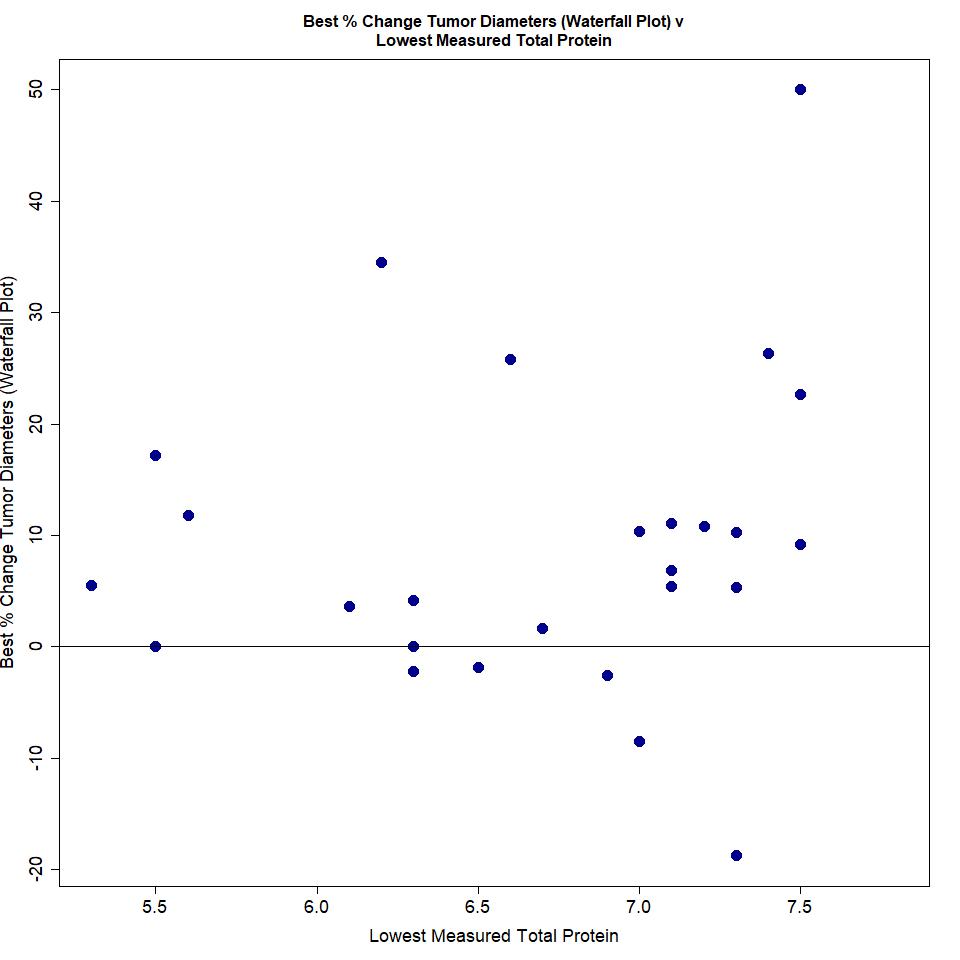 Best % Change Tumor Diameters (Waterfall Plot) v
Lowest Measured Total Protein
Best % Change Tumor Diameters (Waterfall Plot)
50
40
30
20
10
0
-10
-20
5.5 6.0 6.5 7.0 7.5
Lowest Measured Total Protein